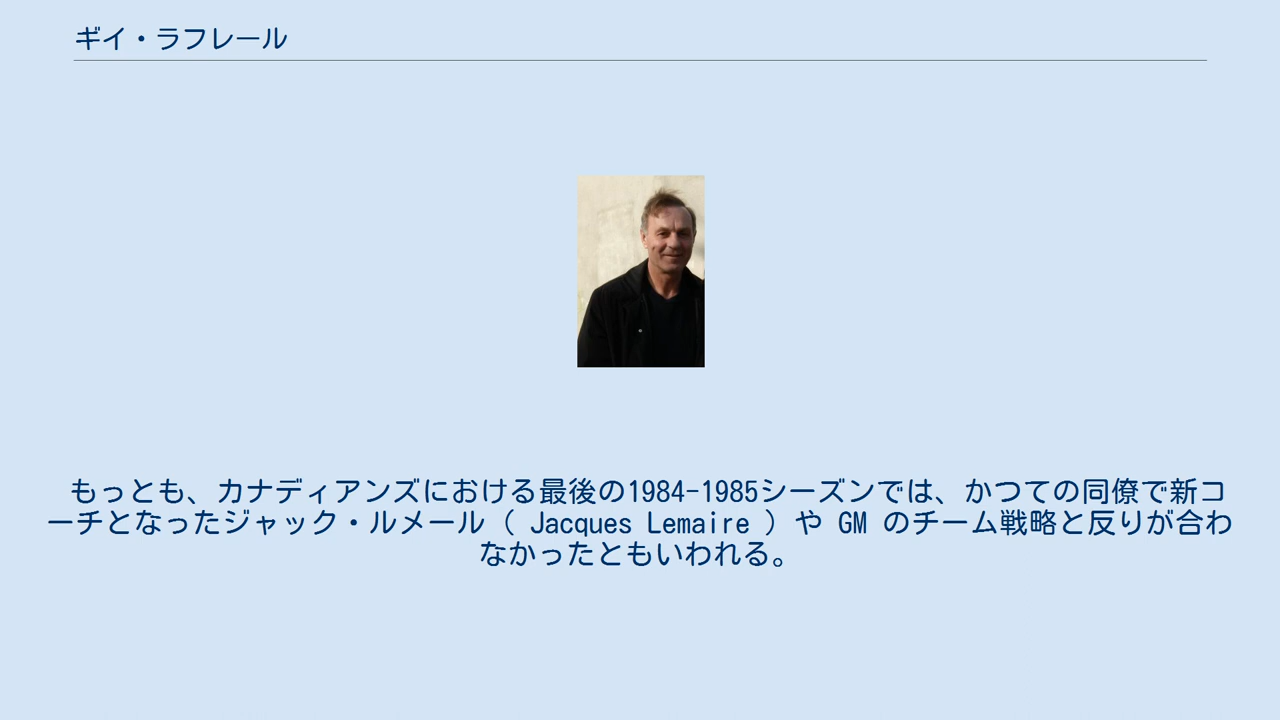 ギイ・ラフレール
もっとも、カナディアンズにおける最後の1984-1985シーズンでは、かつての同僚で新コ
ーチとなったジャック・ルメール（ Jacques Lemaire ）や GM のチーム戦略と反りが合わ
なかったともいわれる。